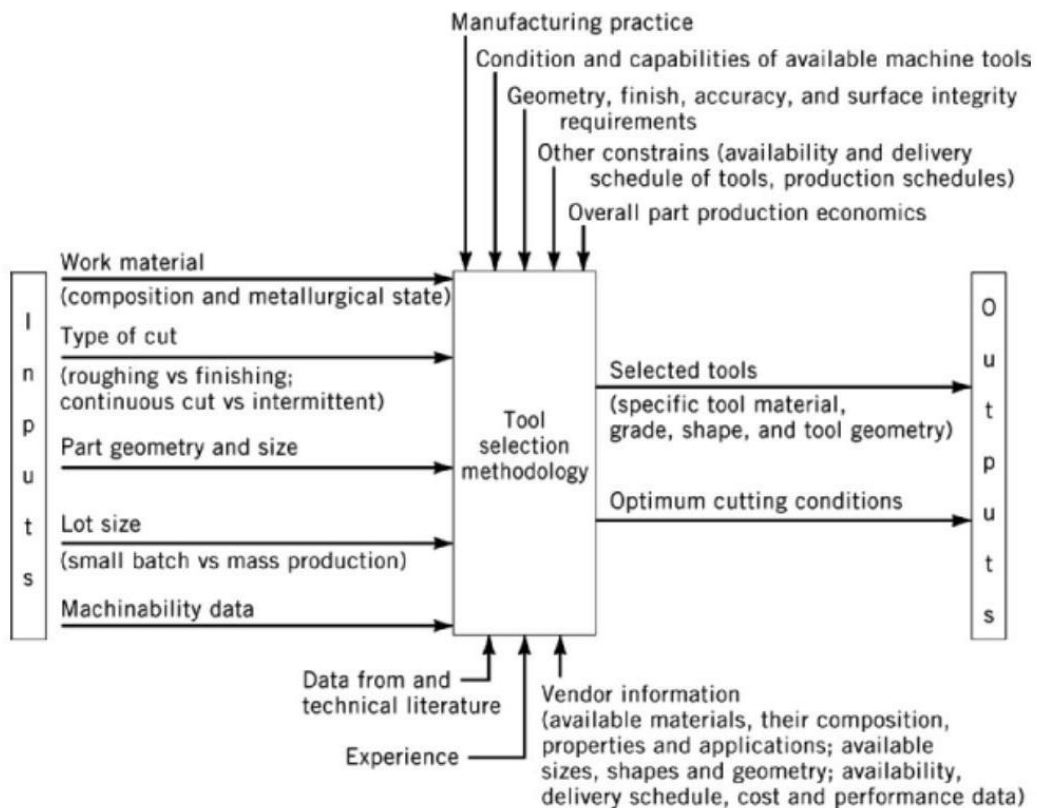 Manufacturing practice
Condition and capabilities of available machine tools
Geometry, finish, accuracy, and surface integrity
requirements
Other constrains (availability and delivery
schedule of tools, production schedules)
Overall part production economics
Inputs
Work material
(composition and metallurgical state)
Type of cut
(roughing vs finishing;
continuous cut vs intermittent)
Part geometry and size
Lot size
(small batch vs mass production)
Machinability data
Tool
selection
methodology
Selected tools
(specific tool material,
grade, shape, and tool geometry)
Optimum cutting conditions
Outputs
Data from and
technical literature
Experience
Vendor information
(available materials, their composition,
properties and applications; available
sizes, shapes and geometry; availability,
delivery schedule, cost and performance data)